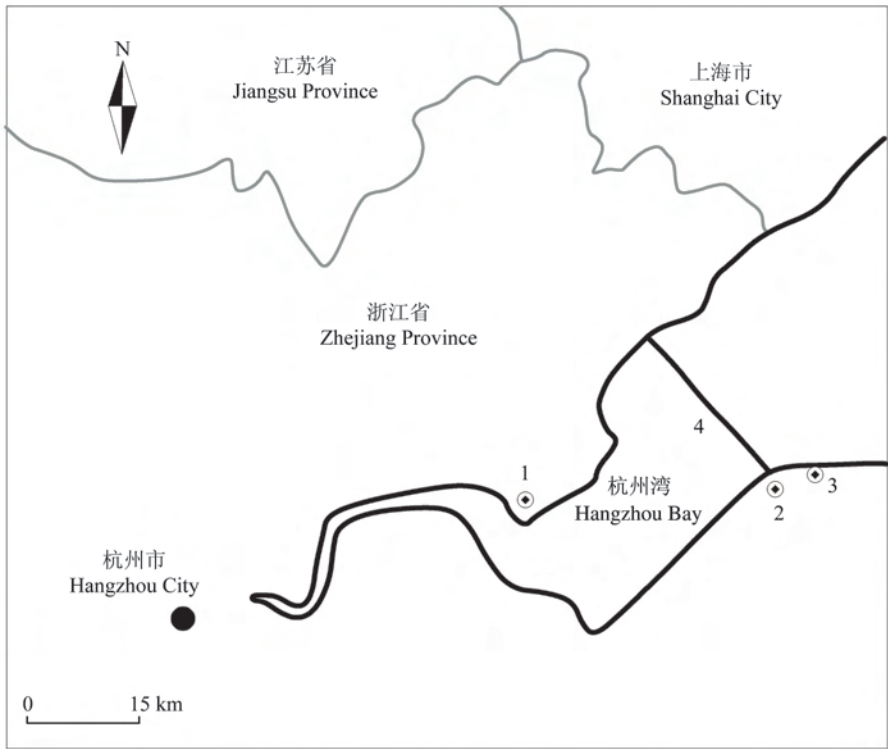 N
江苏省
Jiangsu Province
上海市
Shanghai City
浙江省
Zhejiang Province
4
1
杭州湾
Hangzhou Bay
3
2
杭州市
Hangzhou City
0
15 km